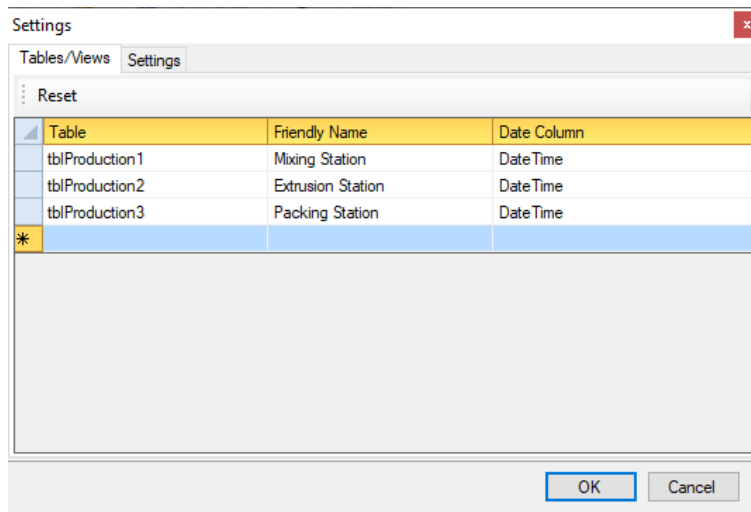 Settings
x
Tables/Views Settings
Reset
Table Friendly Name Date Column
tblProduction1 Mixing Station DateTime
tblProduction2 Extrusion Station DateTime
tblProduction3 Packing Station DateTime
*
OK Cancel